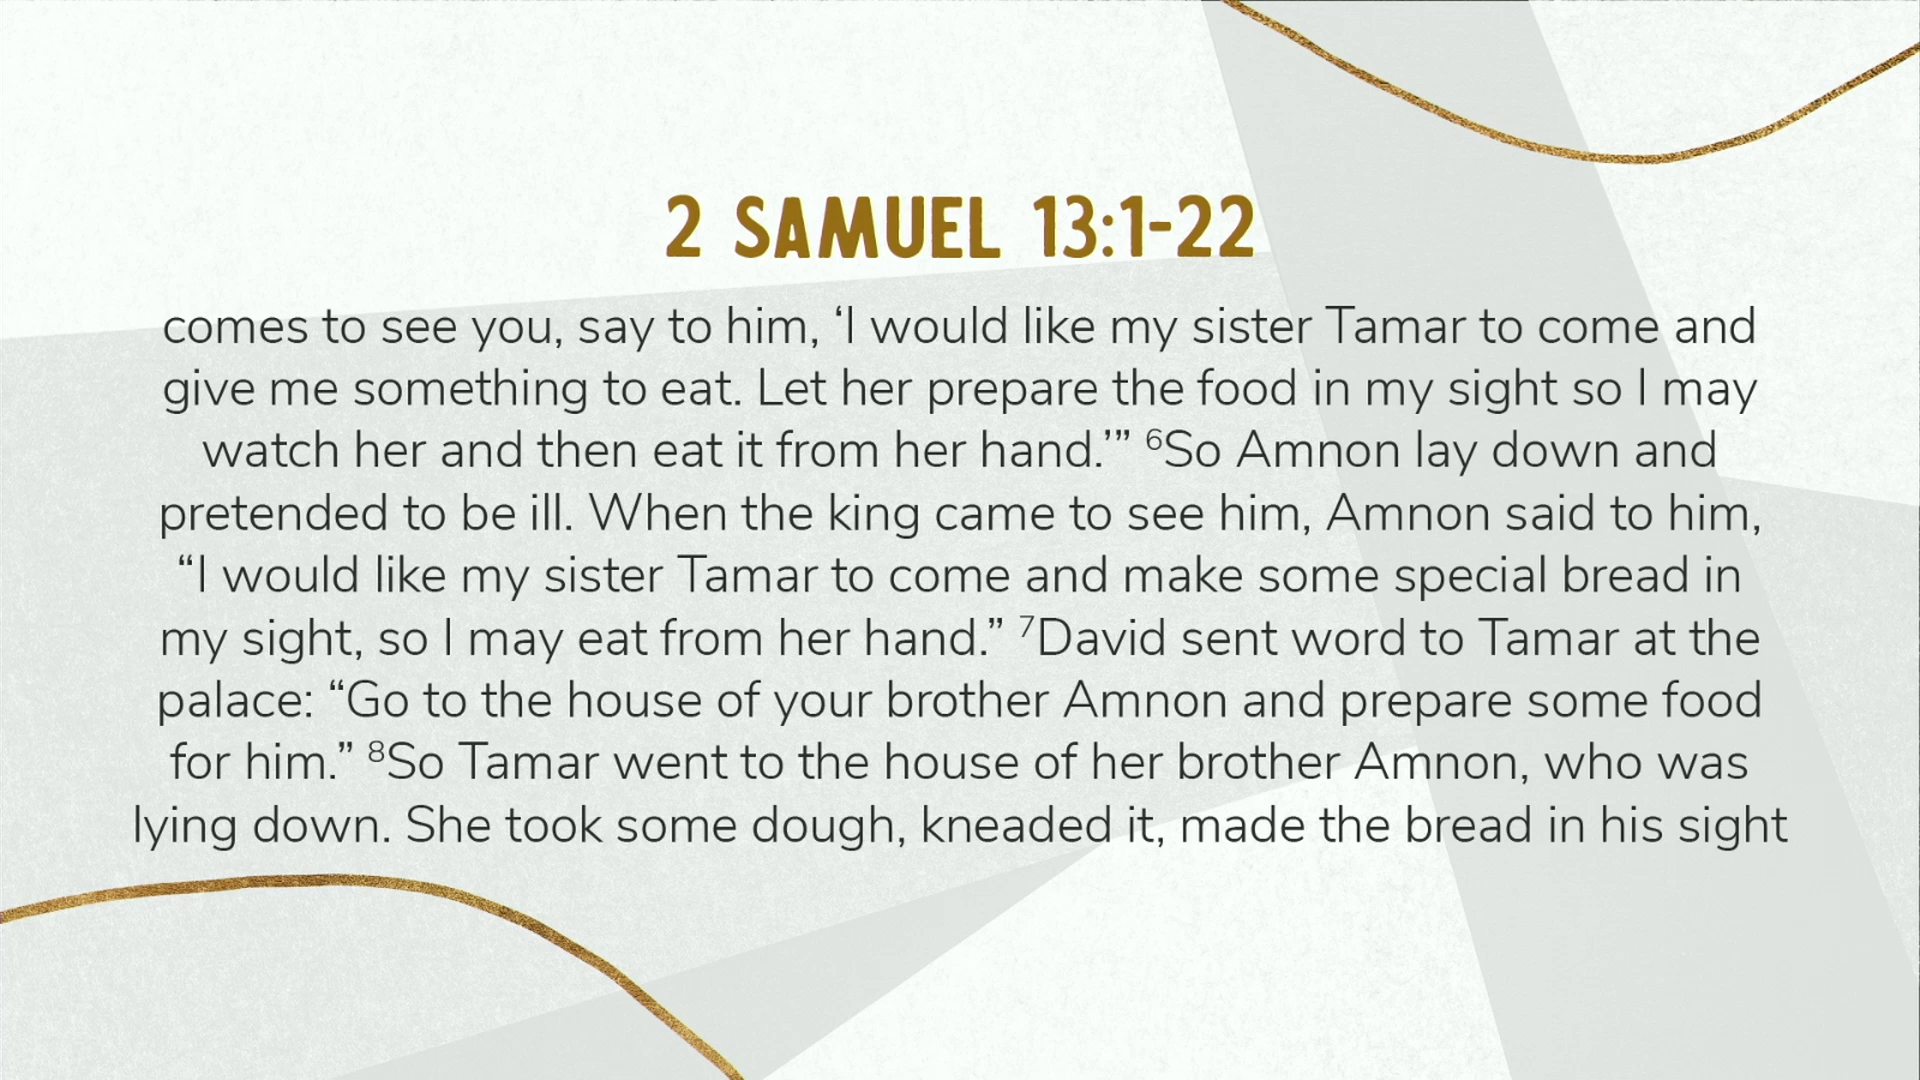 2 SAMUEL 13:1-22
comes to see you, say to him, ‘I would like my sister Tamar to come and
give me something to eat. Let her prepare the food in my sight so I may
watch her and then eat it from her hand.’” ⁶So Amnon lay down and
pretended to be ill. When the king came to see him, Amnon said to him,
“I would like my sister Tamar to come and make some special bread in
my sight, so I may eat from her hand.” ⁷David sent word to Tamar at the
palace: “Go to the house of your brother Amnon and prepare some food
for him.” ⁸So Tamar went to the house of her brother Amnon, who was
lying down. She took some dough, kneaded it, made the bread in his sight